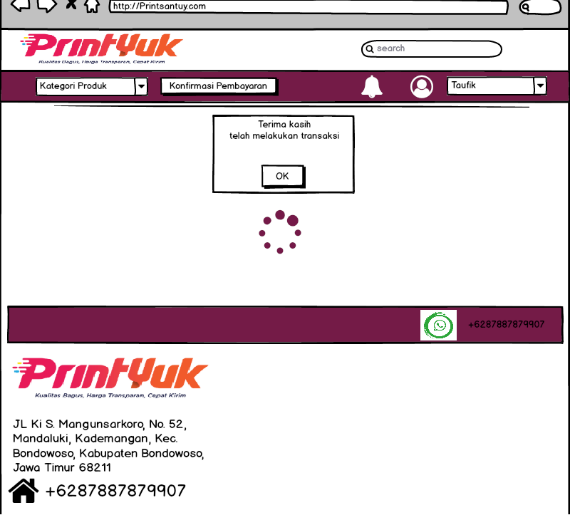 http://Printsantuy.com
PrintYuk
Kualitas Bagus, Harga Transparan, Cepat Kirim
search
Kategori Produk
Konfirmasi Pembayaran
Taufik
Terima kasih
telah melakukan transaksi
OK
+6287887879907
PrintYuk
Kualitas Bagus, Harga Transparan, Cepat Kirim
JL Ki S. Mangunsarkoro, No. 52,
Mandaluki, Kademangan, Kec.
Bondowoso, Kabupaten Bondowoso,
Jawa Timur 68211
+6287887879907